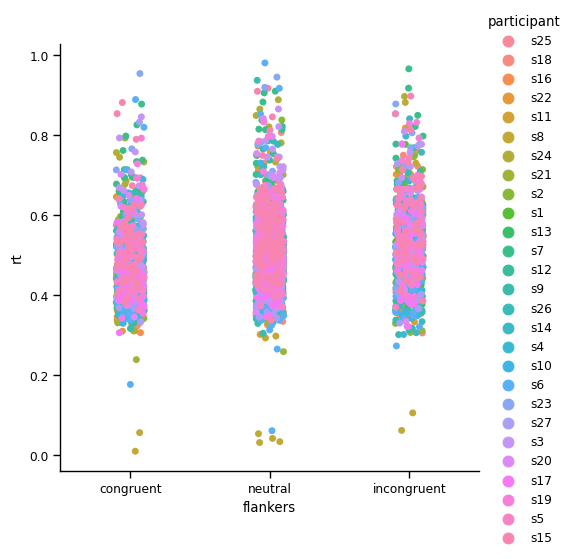 participant
s25
s18
s16
s22
s11
s8
s24
s21
s2
s1
s13
s7
s12
s9
s26
s14
s4
s10
s6
s23
s27
s3
s20
s17
s19
s5
s15
1.0
0.8
0.6
0.4
0.2
0.0
rt
congruent neutral incongruent
flankers